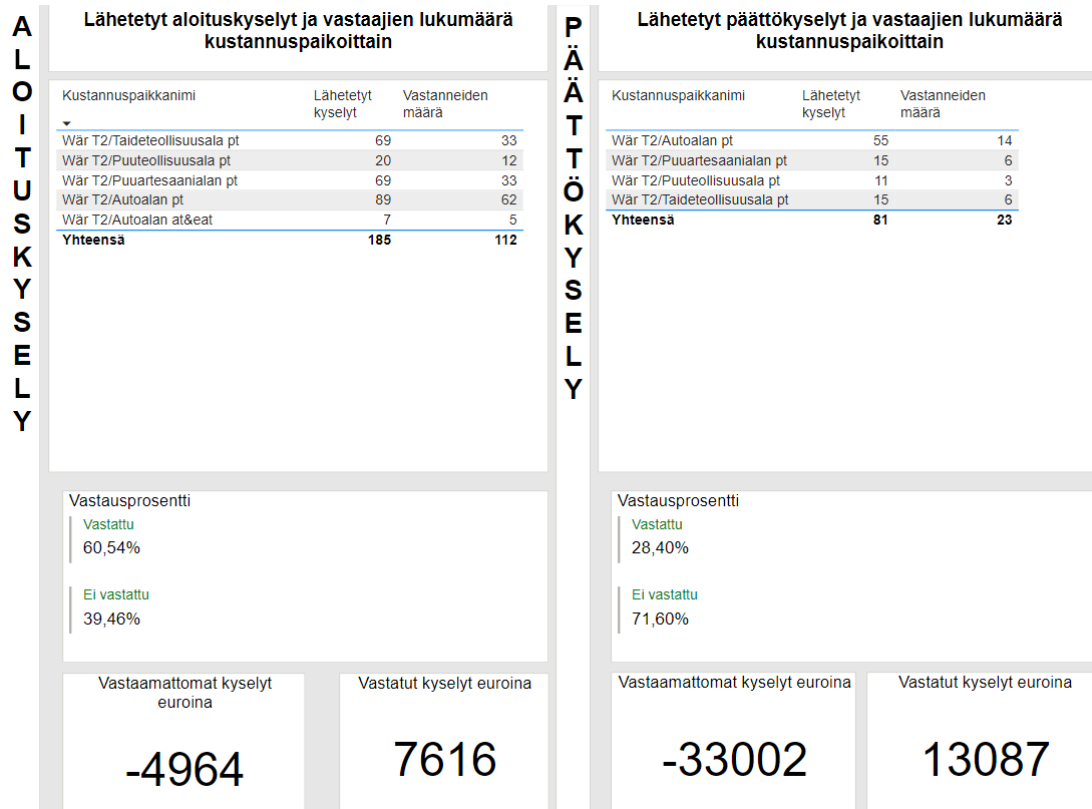 ALOITUSKYSELY
Lähetetyt aloituskyselyt ja vastaajien lukumäärä
kustannuspaikoittain
Kustannuspaikkanimi Lähetetyt Vastanneiden
kyselyt määrä
Wär T2/Taideteollisuusala pt 69 33
Wär T2/Puuteollisuusala pt 20 12
Wär T2/Puuartesaanialan pt 69 33
Wär T2/Autoalan pt 89 62
Wär T2/Autoalan at&eat 7 5
Yhteensä 185 112
Vastausprosentti
Vastattu
60,54%
Ei vastattu
39,46%
Vastaamattomat kyselyt
euroina
-4964
Vastatut kyselyt euroina
7616
PÄÄTTÖKYSELY
Lähetetyt päättökyselyt ja vastaajien lukumäärä
kustannuspaikoittain
Kustannuspaikkanimi Lähetetyt Vastanneiden
kyselyt määrä
Wär T2/Autoalan pt 55 14
Wär T2/Puuartesaanialan pt 15 6
Wär T2/Puuteollisuusala pt 11 3
Wär T2/Taideteollisuusala pt 15 6
Yhteensä 81 23
Vastausprosentti
Vastattu
28,40%
Ei vastattu
71,60%
Vastaamattomat kyselyt euroina
-33002
Vastatut kyselyt euroina
13087